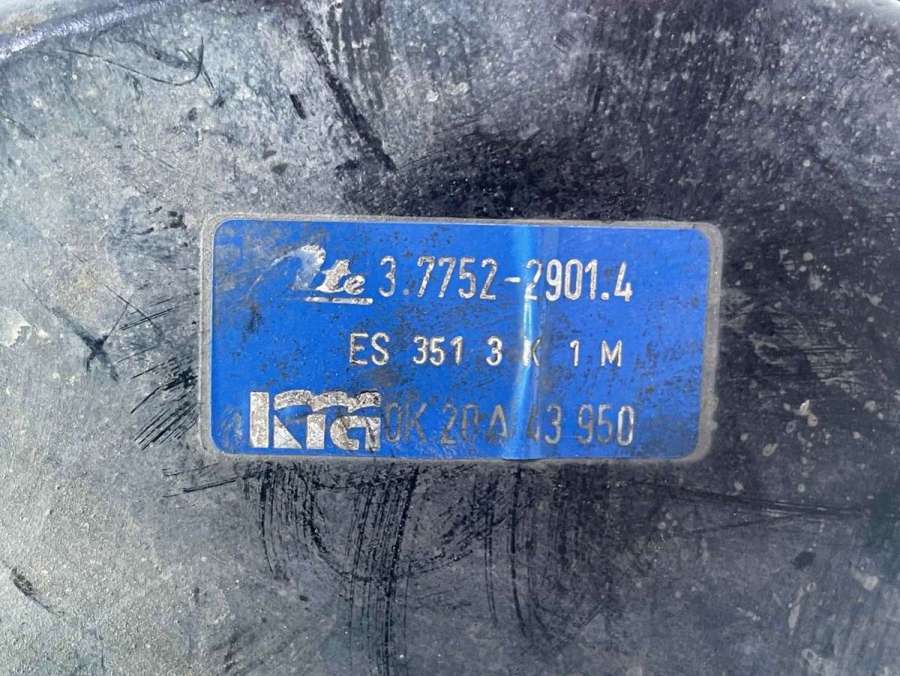 Ate 3.7752-2901.4
ES 351 3 K 1 M
KIA 0K 20A 43 950